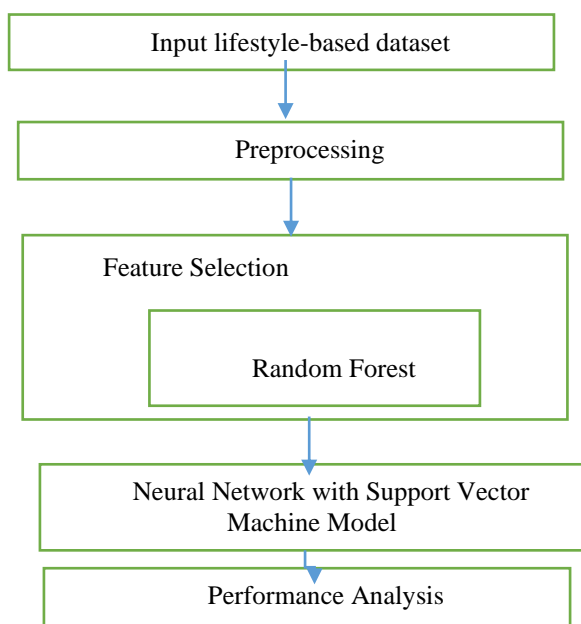 Input lifestyle-based dataset
Preprocessing
Feature Selection
Random Forest
Neural Network with Support Vector
Machine Model
Performance Analysis